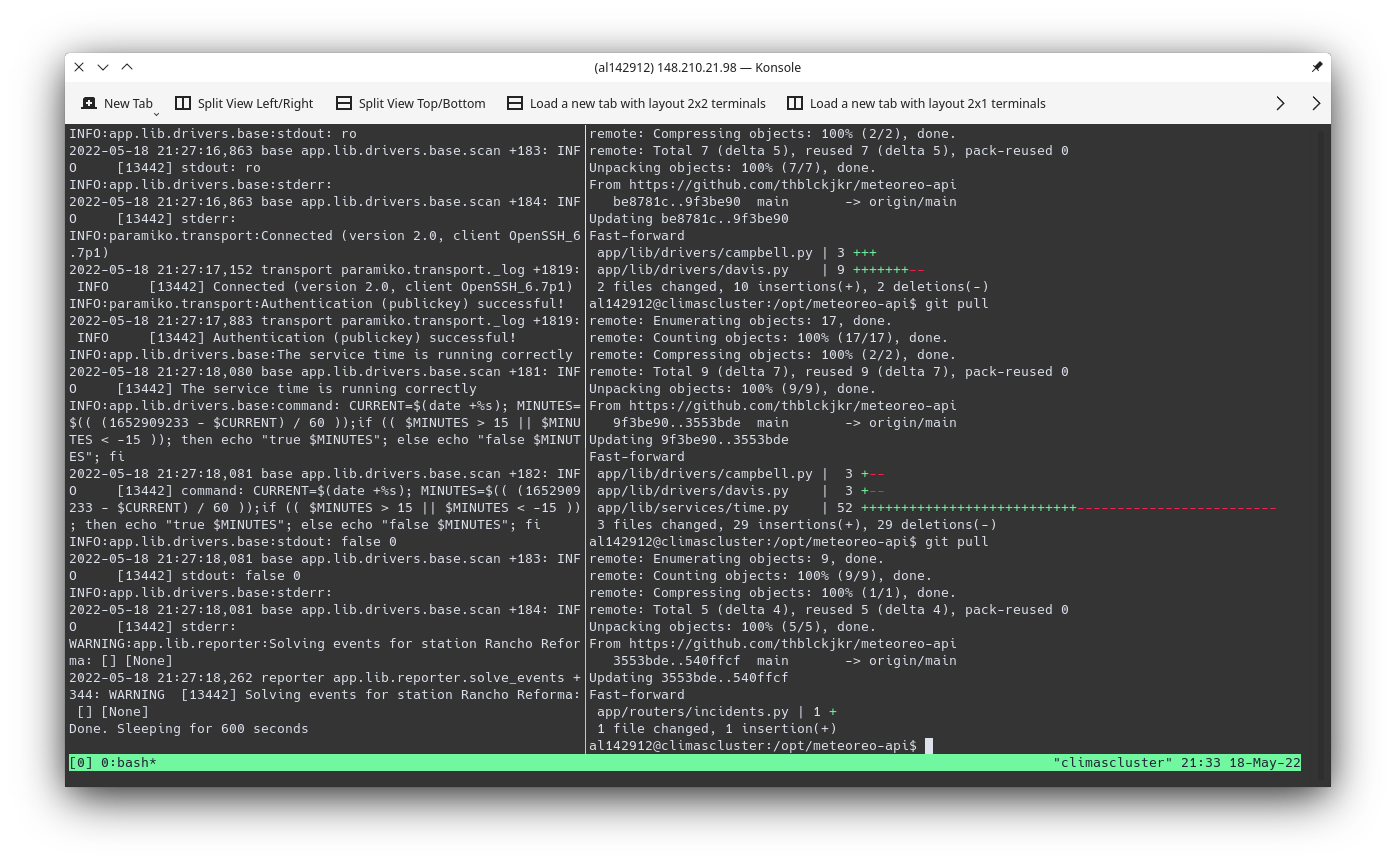 (al142912) 148.210.21.98 — Konsole
New Tab
Split View Left/Right
Split View Top/Bottom
Load a new tab with layout 2x2 terminals
Load a new tab with layout 2x1 terminals
INFO:app.lib.drivers.base:stdout: ro
2022-05-18 21:27:16,863 base app.lib.drivers.base.scan +183: INF
O     [13442] stdout: ro
INFO:app.lib.drivers.base:stderr:
2022-05-18 21:27:16,863 base app.lib.drivers.base.scan +184: INF
O     [13442] stderr:
INFO:paramiko.transport:Connected (version 2.0, client OpenSSH_6
.7p1)
2022-05-18 21:27:17,152 transport paramiko.transport._log +1819:
 INFO     [13442] Connected (version 2.0, client OpenSSH_6.7p1)
INFO:paramiko.transport:Authentication (publickey) successful!
2022-05-18 21:27:17,883 transport paramiko.transport._log +1819:
 INFO     [13442] Authentication (publickey) successful!
INFO:app.lib.drivers.base:The service time is running correctly
2022-05-18 21:27:18,080 base app.lib.drivers.base.scan +181: INF
O     [13442] The service time is running correctly
INFO:app.lib.drivers.base:command: CURRENT=$(date +%s); MINUTES=
$(( (1652909233 - $CURRENT) / 60 ));if (( $MINUTES > 15 || $MINU
TES < -15 )); then echo "true $MINUTES"; else echo "false $MINUT
ES"; fi
2022-05-18 21:27:18,081 base app.lib.drivers.base.scan +182: INF
O     [13442] command: CURRENT=$(date +%s); MINUTES=$(( (1652909
233 - $CURRENT) / 60 ));if (( $MINUTES > 15 || $MINUTES < -15 ))
; then echo "true $MINUTES"; else echo "false $MINUTES"; fi
INFO:app.lib.drivers.base:stdout: false 0
2022-05-18 21:27:18,081 base app.lib.drivers.base.scan +183: INF
O     [13442] stdout: false 0
INFO:app.lib.drivers.base:stderr:
2022-05-18 21:27:18,081 base app.lib.drivers.base.scan +184: INF
O     [13442] stderr:
WARNING:app.lib.reporter:Solving events for station Rancho Refor
ma: [] [None]
2022-05-18 21:27:18,262 reporter app.lib.reporter.solve_events +
344: WARNING  [13442] Solving events for station Rancho Reforma:
 [] [None]
Done. Sleeping for 600 seconds
remote: Compressing objects: 100% (2/2), done.
remote: Total 7 (delta 5), reused 7 (delta 5), pack-reused 0
Unpacking objects: 100% (7/7), done.
From https://github.com/thblckjkr/meteoreo-api
   be8781c..9f3be90  main       -> origin/main
Updating be8781c..9f3be90
Fast-forward
 app/lib/drivers/campbell.py | 3 +++
 app/lib/drivers/davis.py    | 9 +++++++--
 2 files changed, 10 insertions(+), 2 deletions(-)
al142912@climascluster:/opt/meteoreo-api$ git pull
remote: Enumerating objects: 17, done.
remote: Counting objects: 100% (17/17), done.
remote: Compressing objects: 100% (2/2), done.
remote: Total 9 (delta 7), reused 9 (delta 7), pack-reused 0
Unpacking objects: 100% (9/9), done.
From https://github.com/thblckjkr/meteoreo-api
   9f3be90..3553bde  main       -> origin/main
Updating 9f3be90..3553bde
Fast-forward
 app/lib/drivers/campbell.py |  3 +--
 app/lib/drivers/davis.py    |  3 +--
 app/lib/services/time.py    | 52 +++++++++++++++++++++++++++-------------------------
 3 files changed, 29 insertions(+), 29 deletions(-)
al142912@climascluster:/opt/meteoreo-api$ git pull
remote: Enumerating objects: 9, done.
remote: Counting objects: 100% (9/9), done.
remote: Compressing objects: 100% (1/1), done.
remote: Total 5 (delta 4), reused 5 (delta 4), pack-reused 0
Unpacking objects: 100% (5/5), done.
From https://github.com/thblckjkr/meteoreo-api
   3553bde..540ffcf  main       -> origin/main
Updating 3553bde..540ffcf
Fast-forward
 app/routers/incidents.py | 1 +
 1 file changed, 1 insertion(+)
al142912@climascluster:/opt/meteoreo-api$
[0] 0:bash*
"climascluster" 21:33 18-May-22